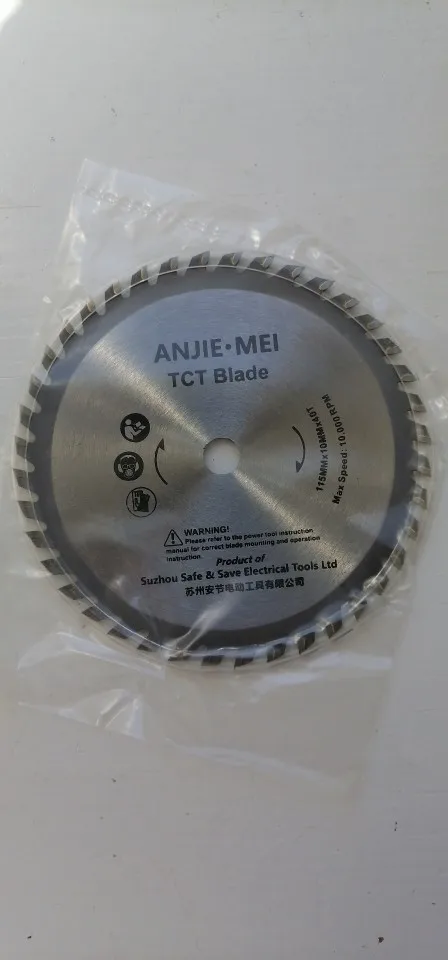 ANJIE·MEI
TCT Blade
115MMx10MMx40T
Max Speed: 10,000 RPM
WARNING!
Please refer to the power tool instruction
manual for correct blade mounting and operation
instruction.
Product of
Suzhou Safe & Save Electrical Tools Ltd
苏州安节电动工具有限公司